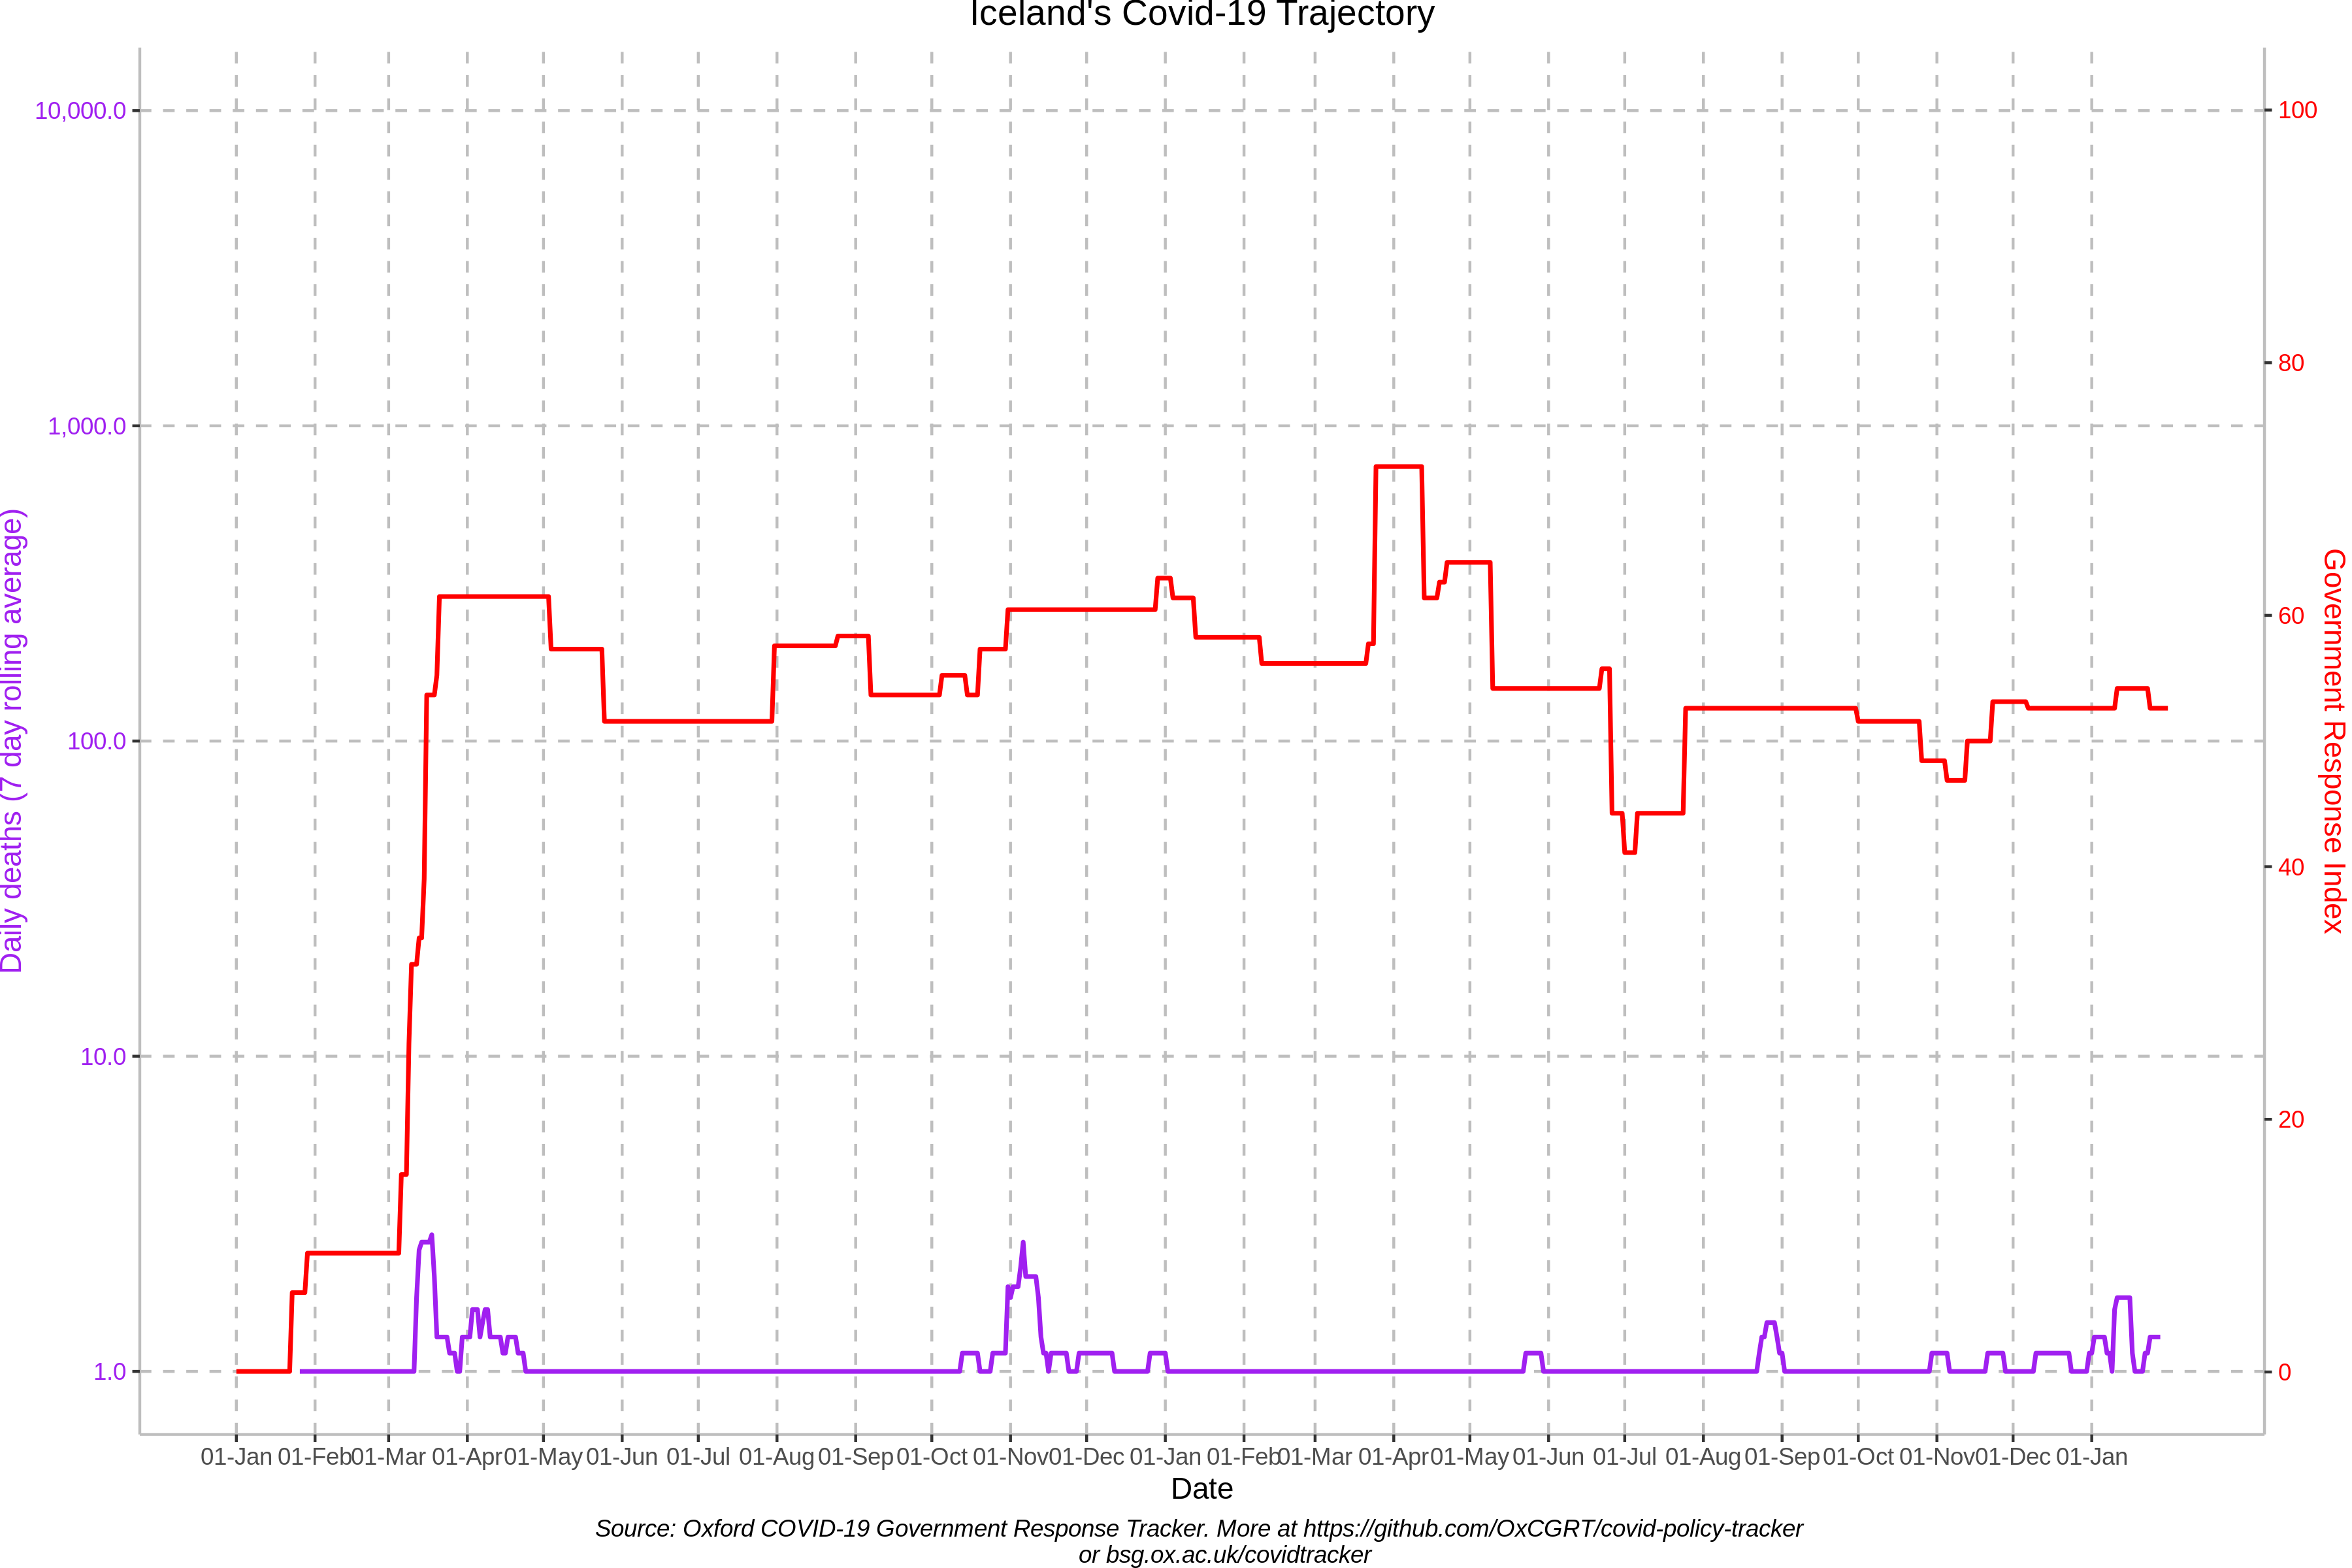 Iceland's Covid-19 Trajectory
10,000.0
1,000.0
100.0
10.0
1.0
Daily deaths (7 day rolling average)
100
80
60
40
20
0
Government Response Index
01-Jan 01-Feb 01-Mar 01-Apr 01-May 01-Jun 01-Jul 01-Aug 01-Sep 01-Oct 01-Nov 01-Dec 01-Jan 01-Feb 01-Mar 01-Apr 01-May 01-Jun 01-Jul 01-Aug 01-Sep 01-Oct 01-Nov 01-Dec 01-Jan
Date
Source: Oxford COVID-19 Government Response Tracker. More at https://github.com/OxCGRT/covid-policy-tracker
or bsg.ox.ac.uk/covidtracker